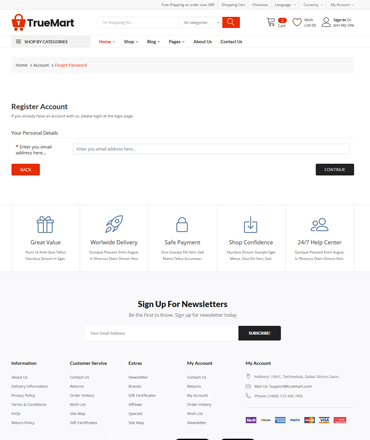 Free Shipping on order over $99 Shopping Cart Checkout Language Currency My Account
TrueMart
I'm shopping for...
All categories
2
Cart
Wish
List (0)
Sign In Or
Join My Site
SHOP BY CATEGORIES
Home Shop Blog Pages About Us Contact Us
Home > Account > Forgot Password
Register Account
If you already have an account with us, please login at the login page.
Your Personal Details
* Enter you email
address here...
Enter you email address here...
BACK
CONTINUE
Great Value
Nunc Id Ante Quis Tellus
Faucibus Dictum In Eget.
Worlwide Delivery
Quisque Posuere Enim Augue,
In Rhoncus Diam Dictum Non
Safe Payment
Duis Suscipit Elit Sem, Sed
Mattis Tellus Accumsan.
Shop Confidence
Faucibus Dictum Suscipit Eget
Metus. Duis Elit Sem, Sed.
24/7 Help Center
Quisque Posuere Enim Augue,
In Rhoncus Diam Dictum Non.
Sign Up For Newsletters
Be the First to Know. Sign up for newsletter today
Your Email Address
SUBSCRIBE!
Information
About Us
Delivery Information
Privacy Policy
Terms & Conditions
FAQs
Return Policy
Customer Service
Contact Us
Returns
Order History
Wish List
Site Map
Gift Certificates
Extras
Newsletter
Brands
Gift Certificates
Affiliate
Specials
Site Map
My Account
Contact Us
Returns
My Account
Order History
Wish List
Newsletter
My Account
Address: 169-C, Technohub, Dubai Silicon Oasis.
Mail Us: Support@truemart.com
Phone: (+800) 123 456 789)
PayPal
VISA